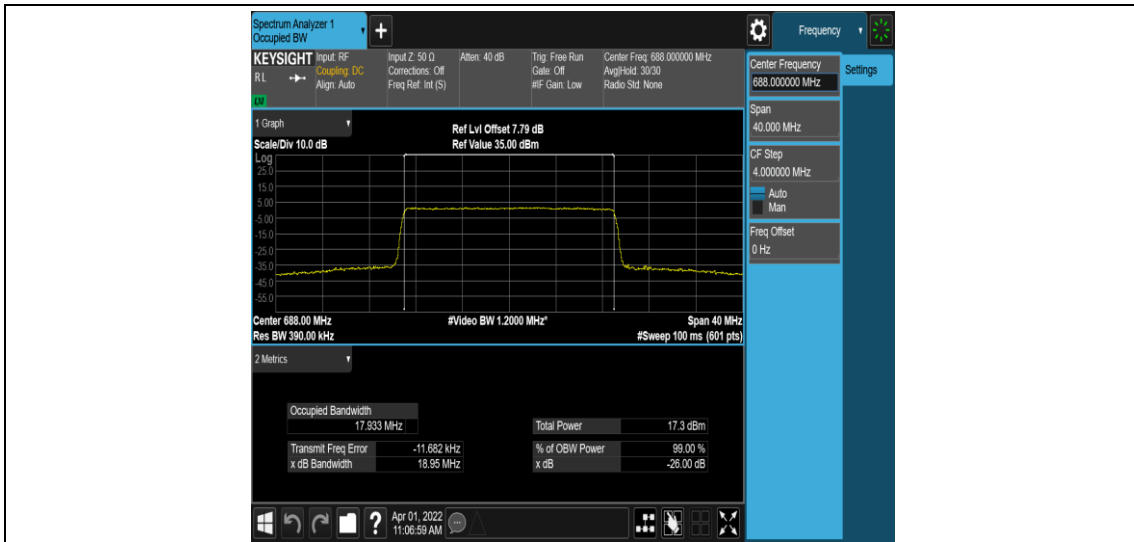 Spectrum Analyzer 1
Occupied BW
+
Frequency
KEYSIGHT
RL
LXI
Input: RF
Coupling: DC
Align: Auto
Input Z: 50 Ω
Corrections: Off
Freq Ref: Int (S)
Atten: 40 dB
Trig: Free Run
Gate: Off
#IF Gain: Low
Center Freq: 688.000000 MHz
Avg|Hold: 30/30
Radio Std: None
Center Frequency
688.000000 MHz
Settings
Span
40.000 MHz
CF Step
4.000000 MHz
Auto
Man
Freq Offset
0 Hz
1 Graph
Scale/Div 10.0 dB
Ref Lvl Offset 7.79 dB
Ref Value 35.00 dBm
Log
25.0
15.0
5.00
-5.00
-15.0
-25.0
-35.0
-45.0
-55.0
Center 688.00 MHz
#Video BW 1.2000 MHz*
Span 40 MHz
Res BW 390.00 kHz
#Sweep 100 ms (601 pts)
2 Metrics
Occupied Bandwidth
17.933 MHz
Total Power 17.3 dBm
Transmit Freq Error -11.682 kHz
% of OBW Power 99.00 %
x dB Bandwidth 18.95 MHz
x dB -26.00 dB
?
Apr 01, 2022
11:06:59 AM